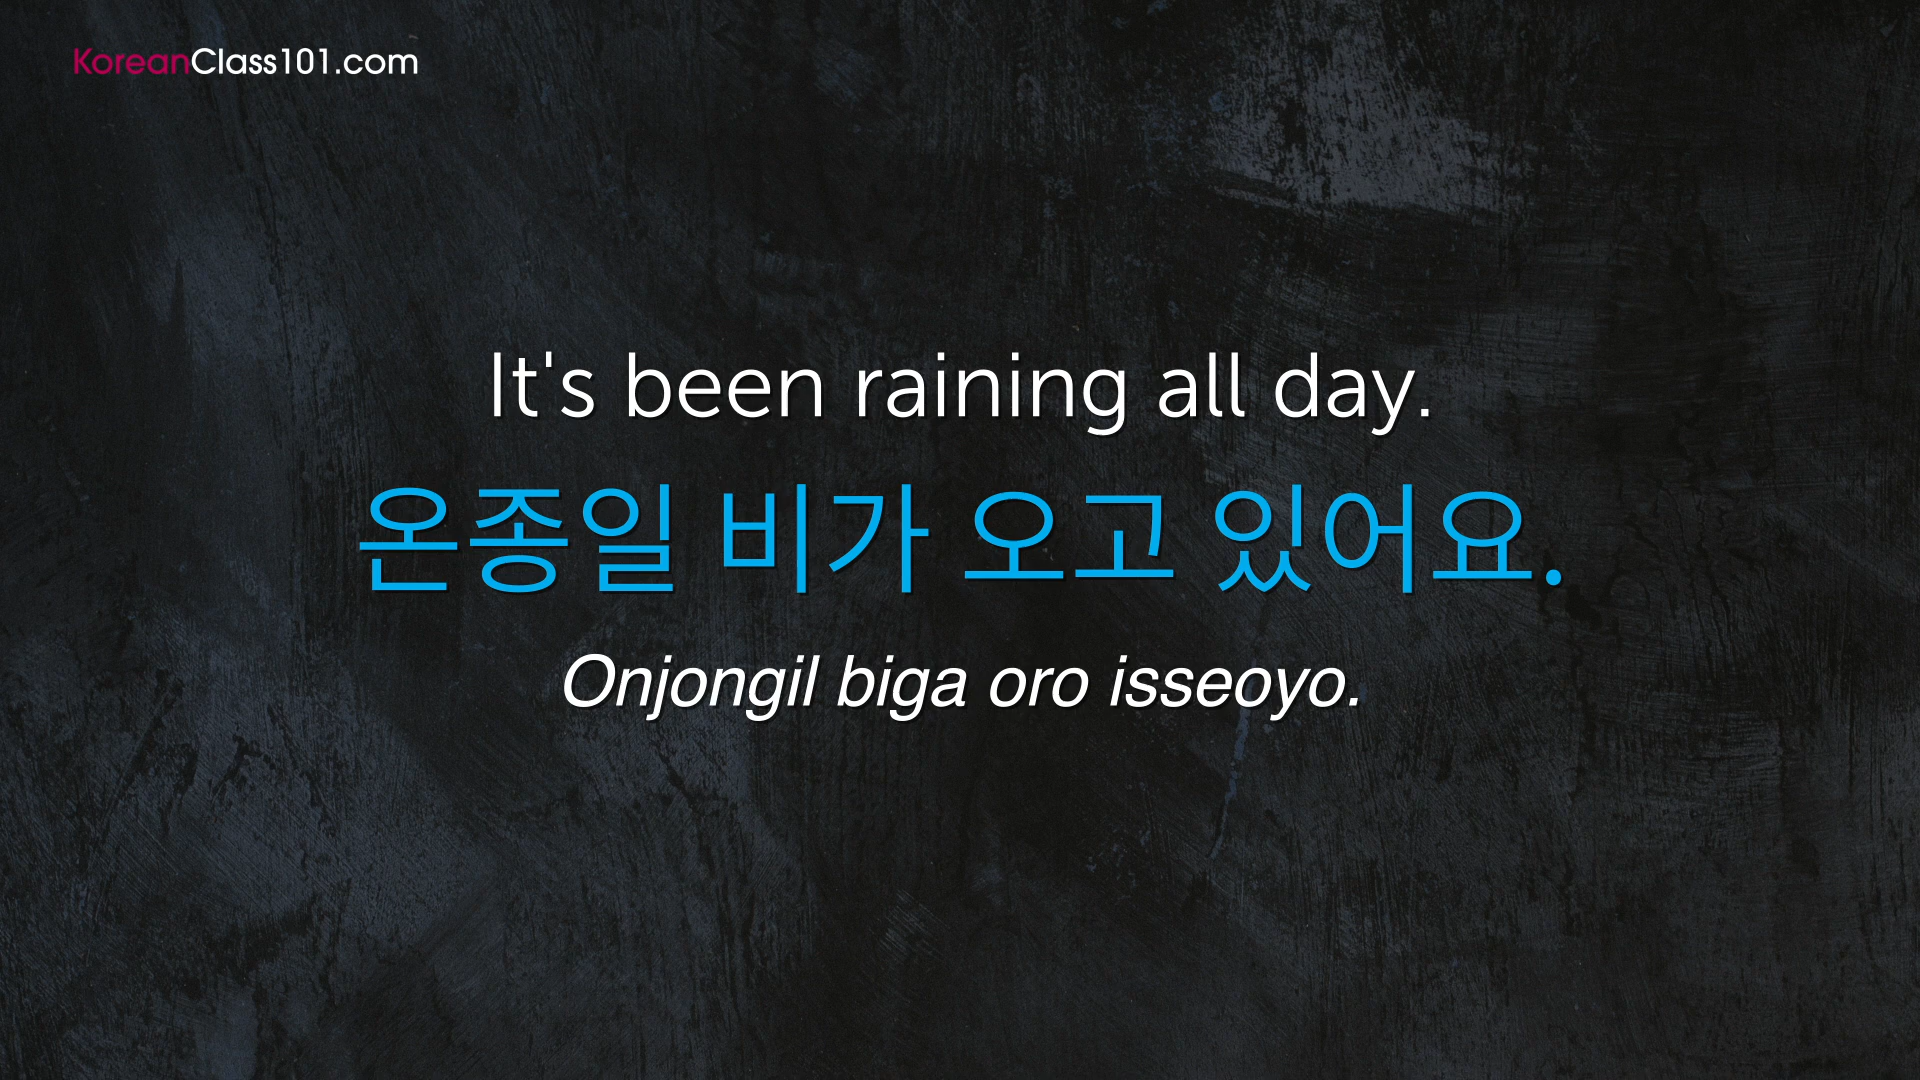 KoreanClass101.com
It's been raining all day.
온종일 비가 오고 있어요.
Onjongil biga oro isseoyo.